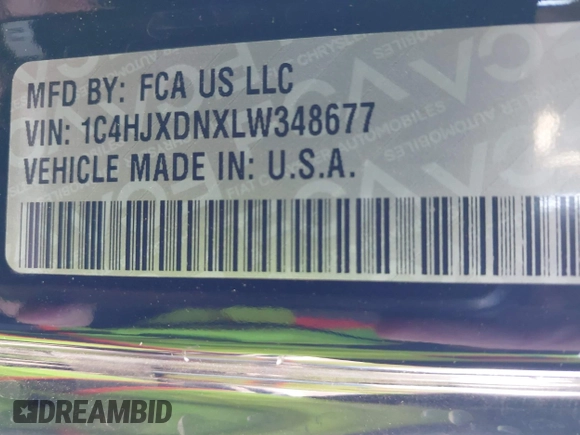 MFD BY: FCA US LLC
VIN: 1C4HJXDNXLW348677
VEHICLE MADE IN: U.S.A.
DREAMBID